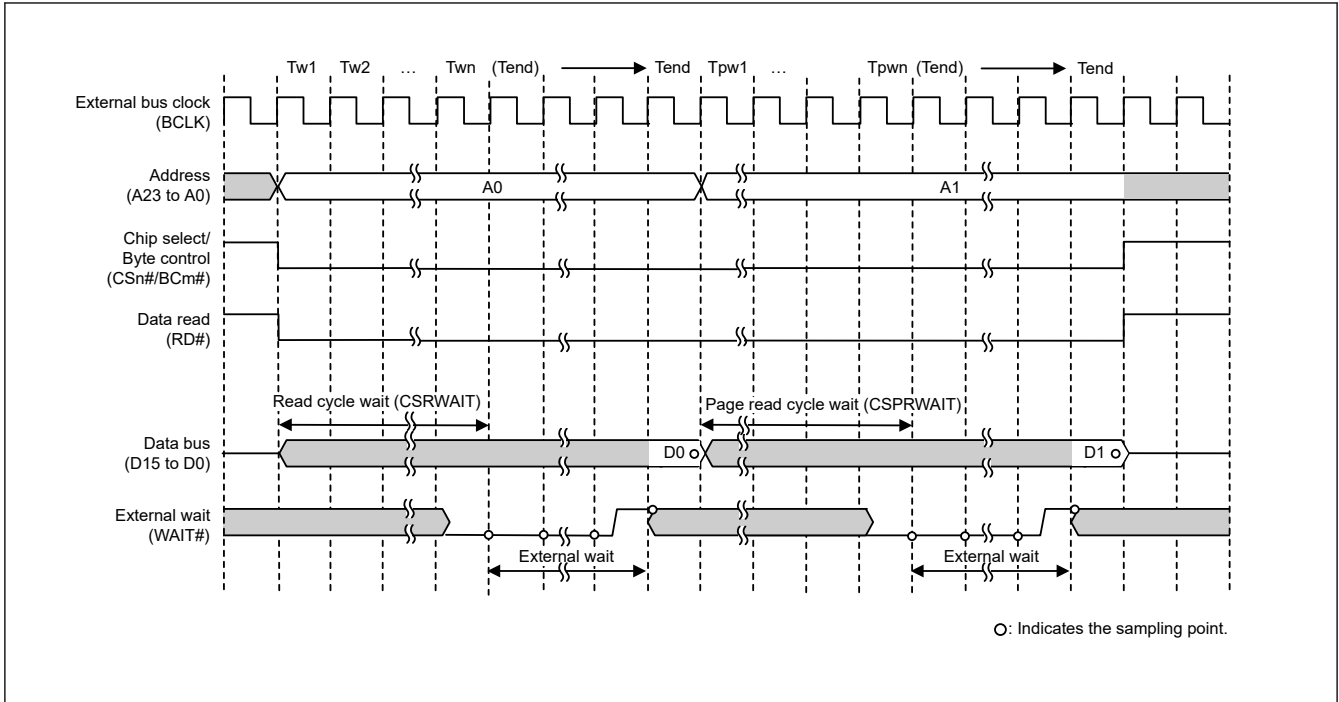 Tw1 Tw2 … Twn (Tend) Tend Tpw1 … Tpwn (Tend) Tend
External bus clock
(BCLK)
Address
(A23 to A0)
A0 A1
Chip select/
Byte control
(CSn#/BCm#)
Data read
(RD#)
Read cycle wait (CSRWAIT) Page read cycle wait (CSPRWAIT)
Data bus
(D15 to D0)
D0 D1
External wait
(WAIT#)
External wait External wait
: Indicates the sampling point.